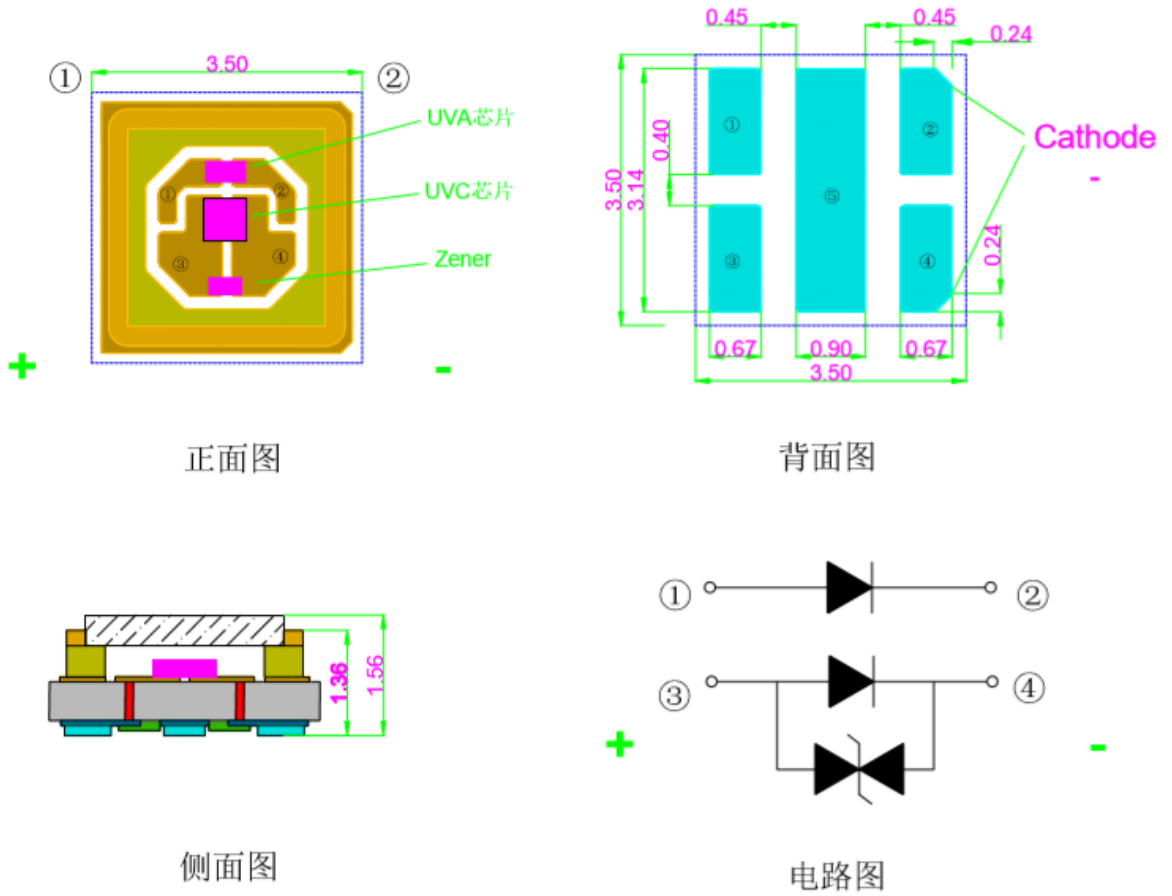 ① 3.50 ②
UVA芯片
UVC芯片
Zener
① ②
③ ④
+ -
正面图
0.45 0.45
0.24
① ②
Cathode
-
0.40
3.50 3.14
⑤
③ ④
0.24
0.67 0.90 0.67
3.50
背面图
1.36 1.56
侧面图
① ②
③ ④
+ -
电路图